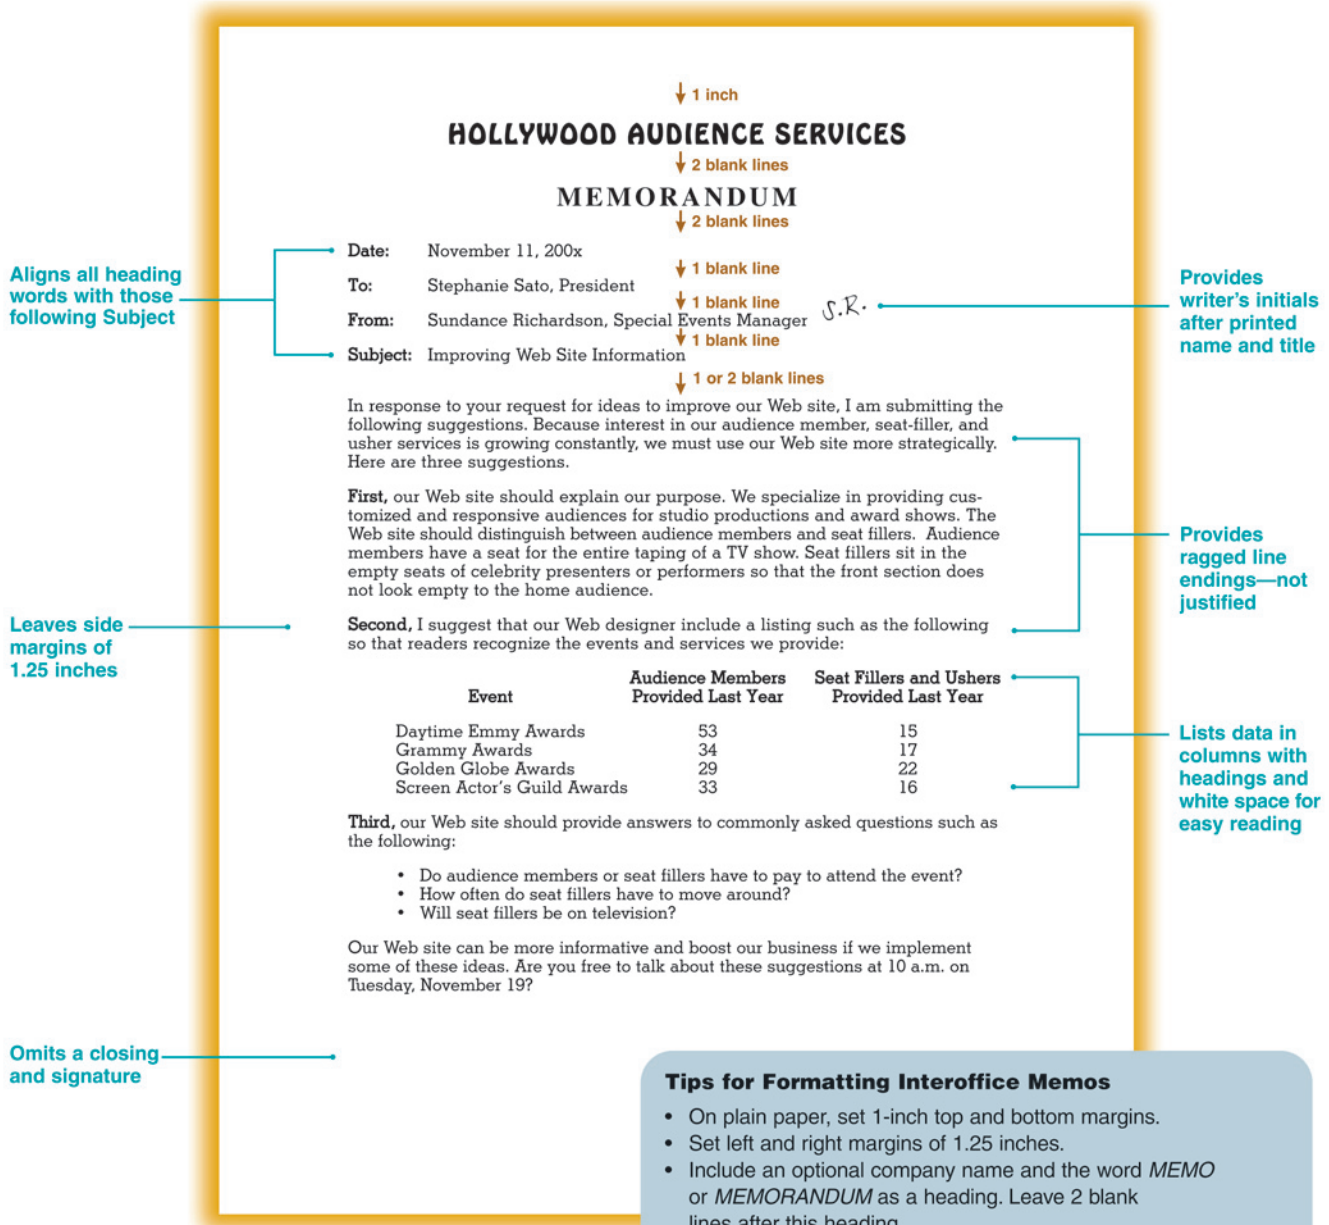 1 inch
HOLLYWOOD AUDIENCE SERVICES
2 blank lines
MEMORANDUM
2 blank lines
Date: November 11, 200x
1 blank line
To: Stephanie Sato, President
1 blank line
From: Sundance Richardson, Special Events Manager S.R.
1 blank line
Subject: Improving Web Site Information
1 or 2 blank lines
In response to your request for ideas to improve our Web site, I am submitting the
following suggestions. Because interest in our audience member, seat-filler, and
usher services is growing constantly, we must use our Web site more strategically.
Here are three suggestions.
First, our Web site should explain our purpose. We specialize in providing cus-
tomized and responsive audiences for studio productions and award shows. The
Web site should distinguish between audience members and seat fillers. Audience
members have a seat for the entire taping of a TV show. Seat fillers sit in the
empty seats of celebrity presenters or performers so that the front section does
not look empty to the home audience.
Second, I suggest that our Web designer include a listing such as the following
so that readers recognize the events and services we provide:
Audience Members Seat Fillers and Ushers
Event Provided Last Year Provided Last Year
Daytime Emmy Awards 53 15
Grammy Awards 34 17
Golden Globe Awards 29 22
Screen Actor's Guild Awards 33 16
Third, our Web site should provide answers to commonly asked questions such as
the following:
• Do audience members or seat fillers have to pay to attend the event?
• How often do seat fillers have to move around?
• Will seat fillers be on television?
Our Web site can be more informative and boost our business if we implement
some of these ideas. Are you free to talk about these suggestions at 10 a.m. on
Tuesday, November 19?
Aligns all heading
words with those
following Subject
Leaves side
margins of
1.25 inches
Omits a closing
and signature
Provides
writer's initials
after printed
name and title
Provides
ragged line
endings—not
justified
Lists data in
columns with
headings and
white space for
easy reading
Tips for Formatting Interoffice Memos
• On plain paper, set 1-inch top and bottom margins.
• Set left and right margins of 1.25 inches.
• Include an optional company name and the word MEMO
or MEMORANDUM as a heading. Leave 2 blank
lines after this heading.